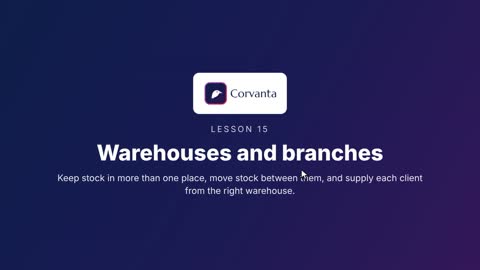 Corvanta
LESSON 15
Warehouses and branches
Keep stock in more than one place, move stock between them, and supply each client
from the right warehouse.